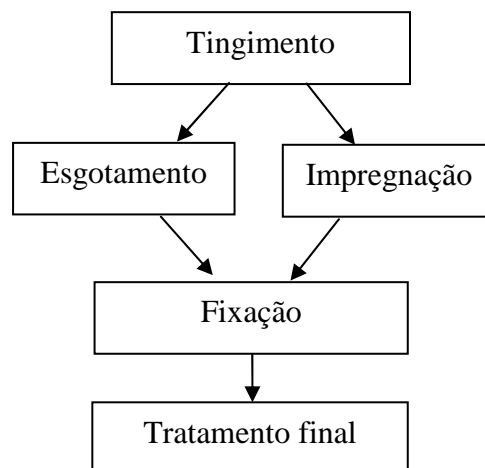 Tingimento
Esgotamento
Impregnação
Fixação
Tratamento final